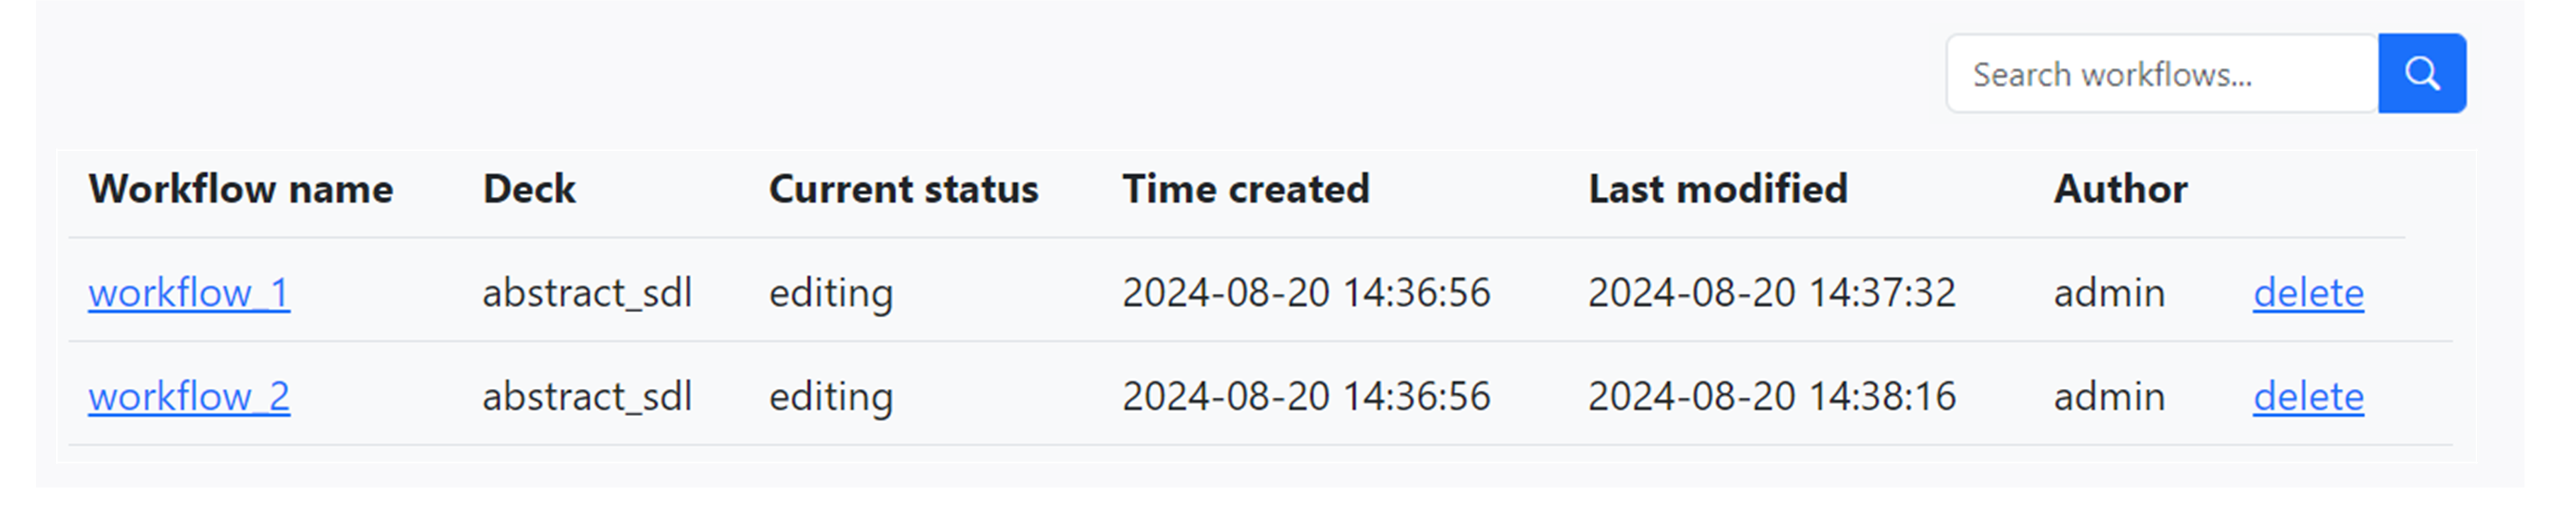 Search workflows...
Workflow name Deck Current status Time created Last modified Author
workflow_1 abstract_sdl editing 2024-08-20 14:36:56 2024-08-20 14:37:32 admin delete
workflow_2 abstract_sdl editing 2024-08-20 14:36:56 2024-08-20 14:38:16 admin delete